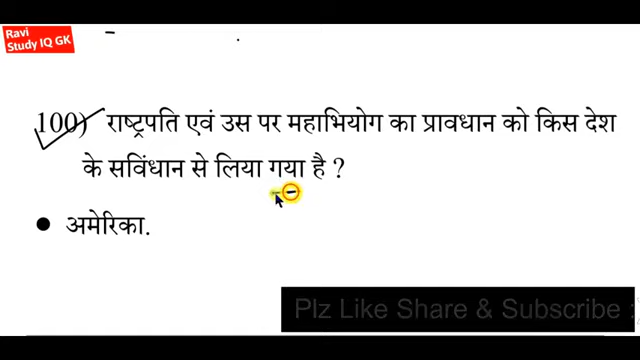 Ravi
Study IQ GK
100) राष्ट्रपति एवं उस पर महाभियोग का प्रावधान को किस देश
के सविंधान से लिया गया है ?
● अमेरिका.
Plz Like Share & Subscribe :